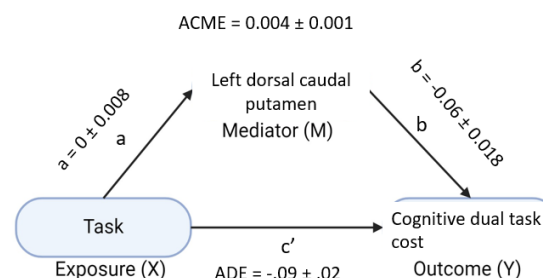 ACME = 0.004 ± 0.001
Left dorsal caudal
putamen
Mediator (M)
a = 0 ± 0.008
a
b = -0.06 ± 0.018
b
Task
Exposure (X)
c’
ADE = -.09 ± .02
Cognitive dual task
cost
Outcome (Y)